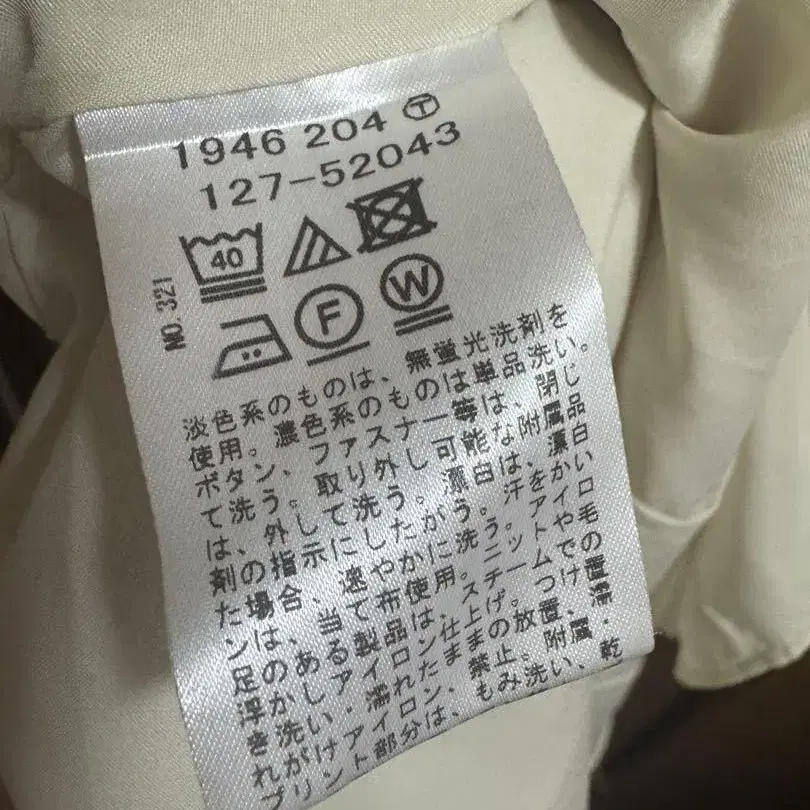 1946 204 Ⓣ
127-52043
NO.321
40
F W
淡色系のものは、無蛍光洗剤を
使用。濃色系のものは単品洗い。
ボタン、ファスナー等は、閉じ
て洗う。取り外し可能な附属品
は、外して洗う。漂白は、漂白
剤の指示にしたがう。汗をかい
た場合、速やかに洗う。アイロ
ンは、当て布使用。ニットや毛
足のある製品は、スチームでの
浮かしアイロン仕上げ。つけ置
き洗い・濡れたままの放置、濡
れがけアイロン禁止。附属・
プリント部分は、もみ洗い、乾